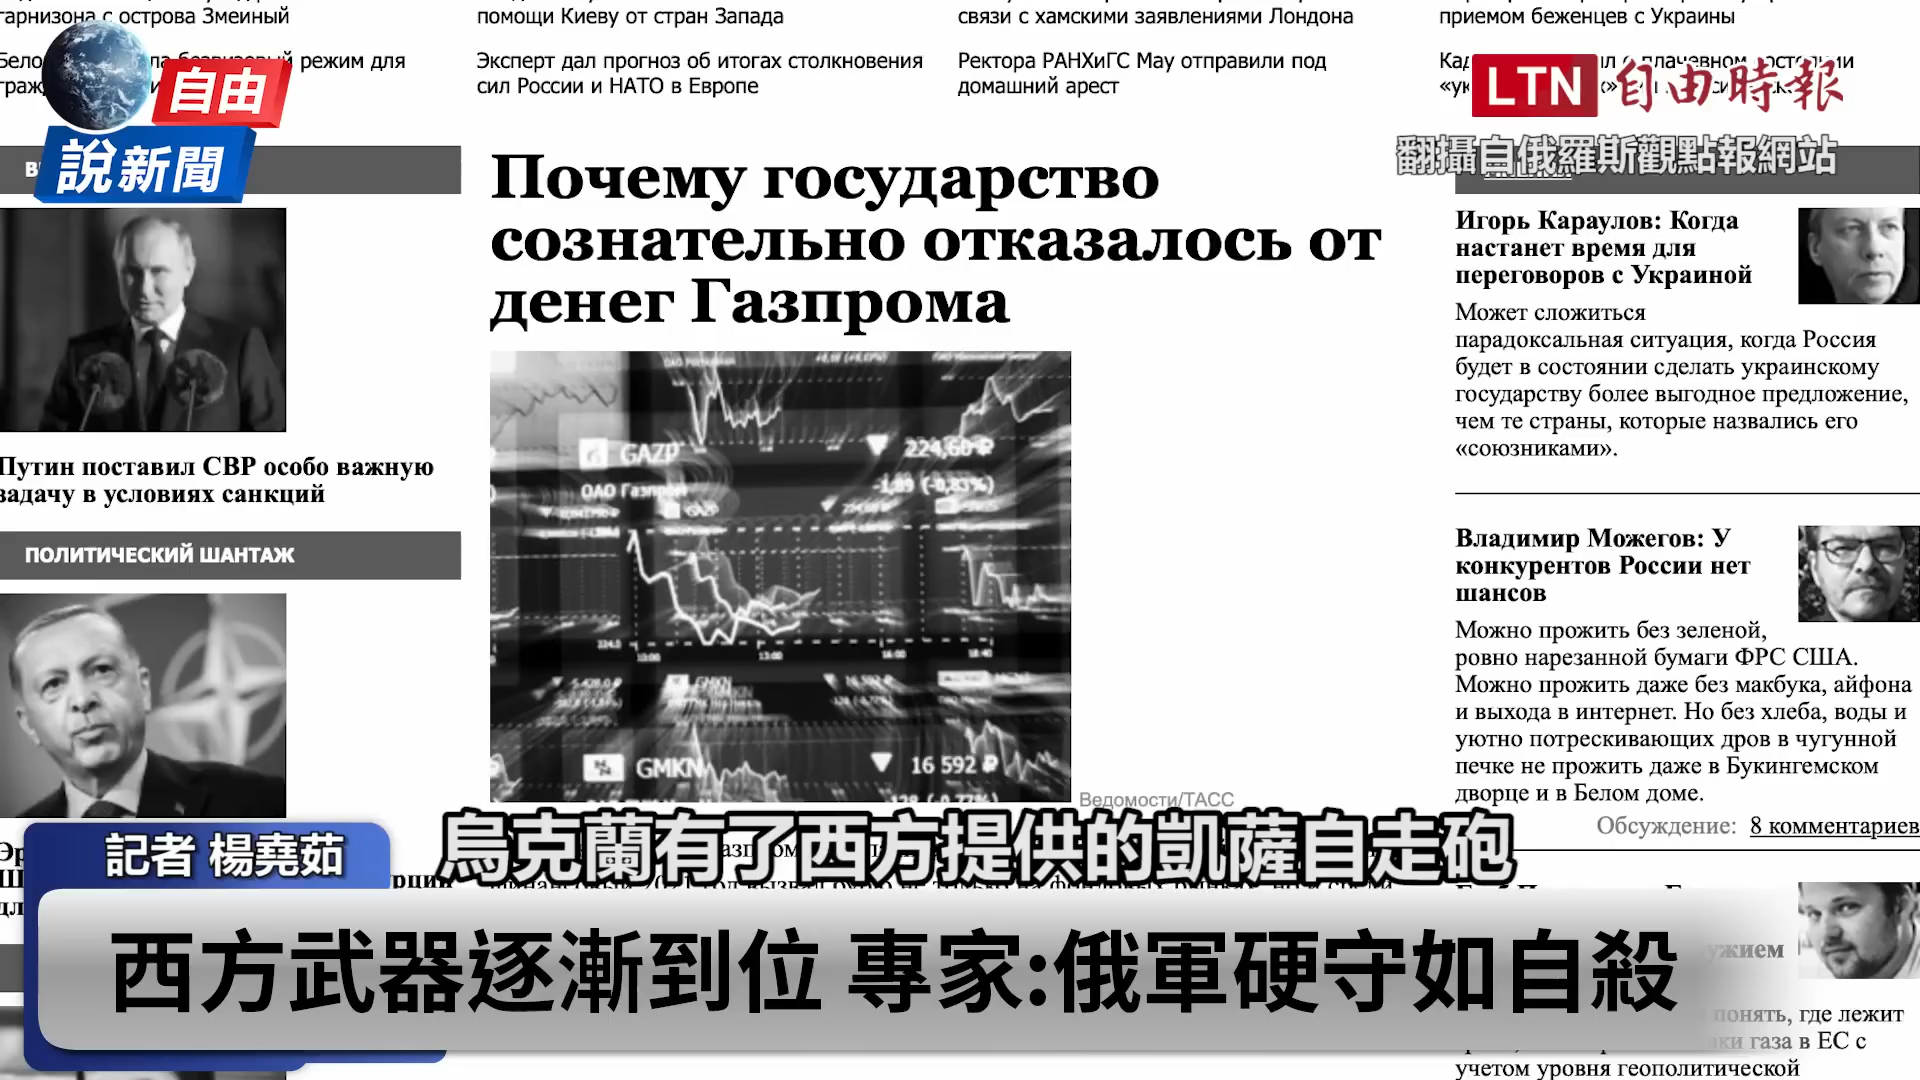 гарнизона с острова Змеиный
помощи Киеву от стран Запада
связи с хамскими заявлениями Лондона
приемом беженцев с Украины
режим для
Эксперт дал прогноз об итогах столкновения
сил России и НАТО в Европе
Ректора РАНХиГС Мау отправили под
домашний арест
自由
說新聞
LTN 自由時報
翻攝自俄羅斯觀點報網站
Почему государство
сознательно отказалось от
денег Газпрома
Путин поставил СВР особо важную
задачу в условиях санкций
ПОЛИТИЧЕСКИЙ ШАНТАЖ
GAZP 224,60 ₽
ОАО Газпром -1,89 (-0,83%)
10:00 13:00 16:00 18:40
GMKN 16 592 ₽
Ведомости/ТАСС
Игорь Караулов: Когда
настанет время для
переговоров с Украиной
Может сложиться
парадоксальная ситуация, когда Россия
будет в состоянии сделать украинскому
государству более выгодное предложение,
чем те страны, которые назвались его
«союзниками».
Владимир Можегов: У
конкурентов России нет
шансов
Можно прожить без зеленой,
ровно нарезанной бумаги ФРС США.
Можно прожить даже без макбука, айфона
и выхода в интернет. Но без хлеба, воды и
уютно потрескивающих дров в чугунной
печке не прожить даже в Букингемском
дворце и в Белом доме.
Обсуждение: 8 комментариев
понять, где лежит
газа в ЕС с
учетом уровня геополитической
烏克蘭有了西方提供的凱薩自走砲
記者 楊堯茹
西方武器逐漸到位 專家:俄軍硬守如自殺